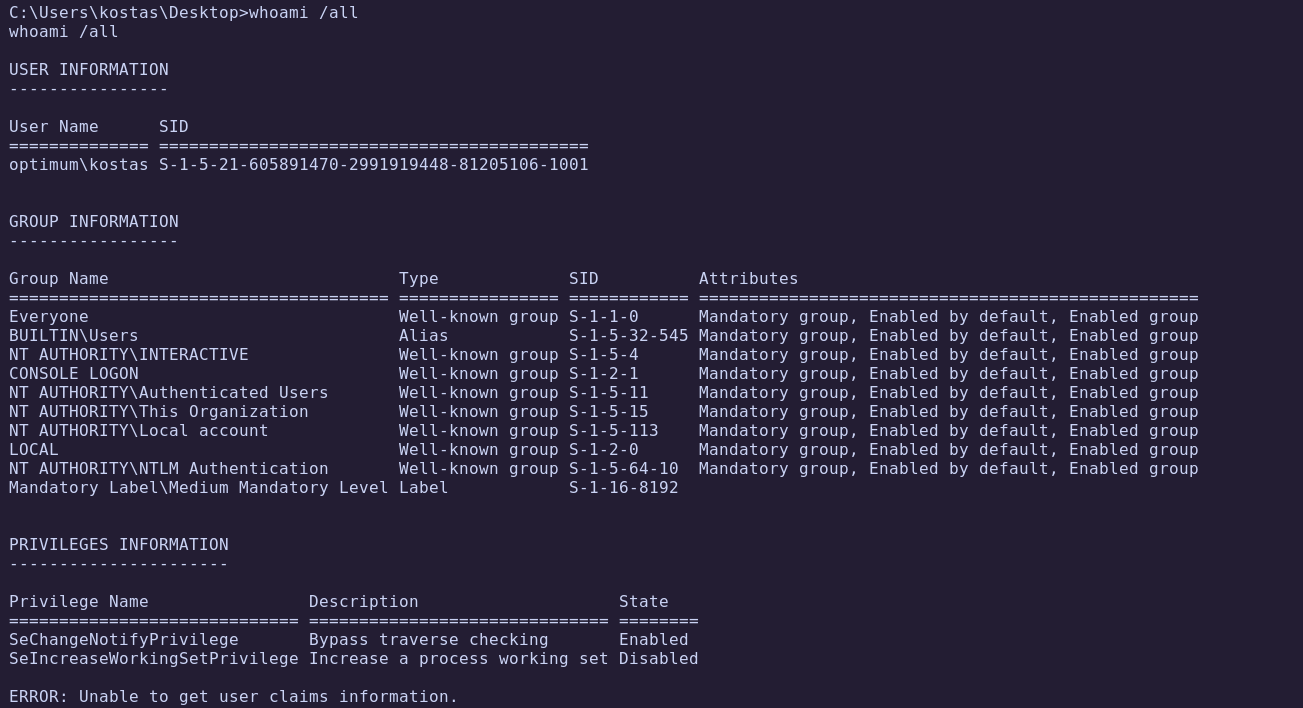 C:\Users\kostas\Desktop>whoami /all
whoami /all

USER INFORMATION
----------------

User Name      SID
============== ===========================================
optimum\kostas S-1-5-21-605891470-2991919448-81205106-1001


GROUP INFORMATION
-----------------

Group Name                             Type             SID          Attributes
====================================== ================ ============ ==================================================
Everyone                               Well-known group S-1-1-0      Mandatory group, Enabled by default, Enabled group
BUILTIN\Users                          Alias            S-1-5-32-545 Mandatory group, Enabled by default, Enabled group
NT AUTHORITY\INTERACTIVE               Well-known group S-1-5-4      Mandatory group, Enabled by default, Enabled group
CONSOLE LOGON                          Well-known group S-1-2-1      Mandatory group, Enabled by default, Enabled group
NT AUTHORITY\Authenticated Users       Well-known group S-1-5-11     Mandatory group, Enabled by default, Enabled group
NT AUTHORITY\This Organization         Well-known group S-1-5-15     Mandatory group, Enabled by default, Enabled group
NT AUTHORITY\Local account             Well-known group S-1-5-113    Mandatory group, Enabled by default, Enabled group
LOCAL                                  Well-known group S-1-2-0      Mandatory group, Enabled by default, Enabled group
NT AUTHORITY\NTLM Authentication       Well-known group S-1-5-64-10  Mandatory group, Enabled by default, Enabled group
Mandatory Label\Medium Mandatory Level Label            S-1-16-8192


PRIVILEGES INFORMATION
----------------------

Privilege Name                Description                    State
============================= ============================== ========
SeChangeNotifyPrivilege       Bypass traverse checking       Enabled
SeIncreaseWorkingSetPrivilege Increase a process working set Disabled

ERROR: Unable to get user claims information.